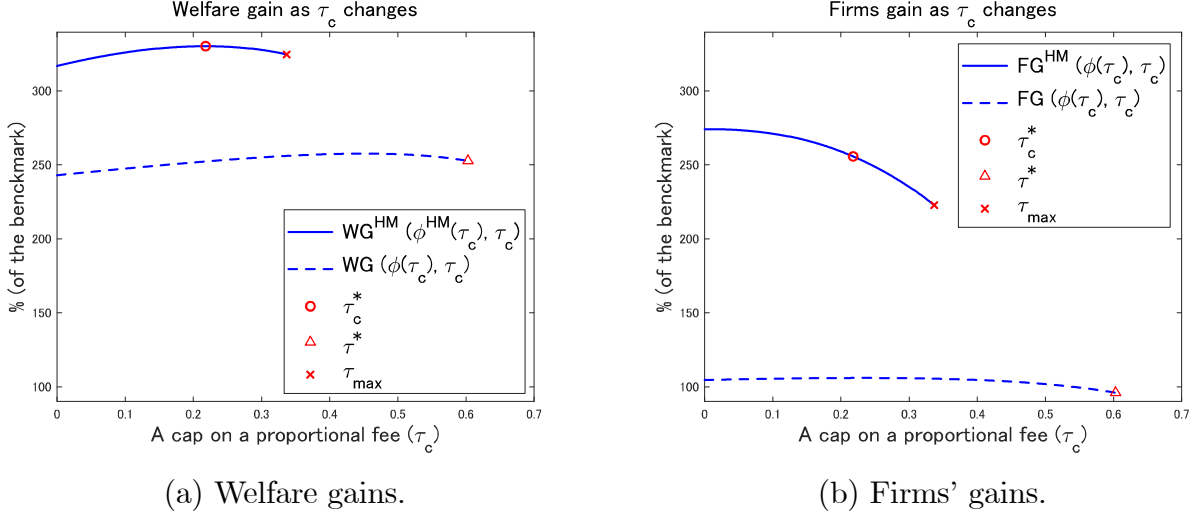 Welfare gain as τc changes
300
250
200
150
100
% (of the benckmark)
WG^HM (ϕ^HM(τc), τc)
WG (ϕ(τc), τc)
τc*
τ*
τmax
0 0.1 0.2 0.3 0.4 0.5 0.6 0.7
A cap on a proportional fee (τc)
(a) Welfare gains.
Firms gain as τc changes
300
250
200
150
100
% (of the benckmark)
FG^HM (ϕ(τc), τc)
FG (ϕ(τc), τc)
τc*
τ*
τmax
0 0.1 0.2 0.3 0.4 0.5 0.6 0.7
A cap on a proportional fee (τc)
(b) Firms' gains.